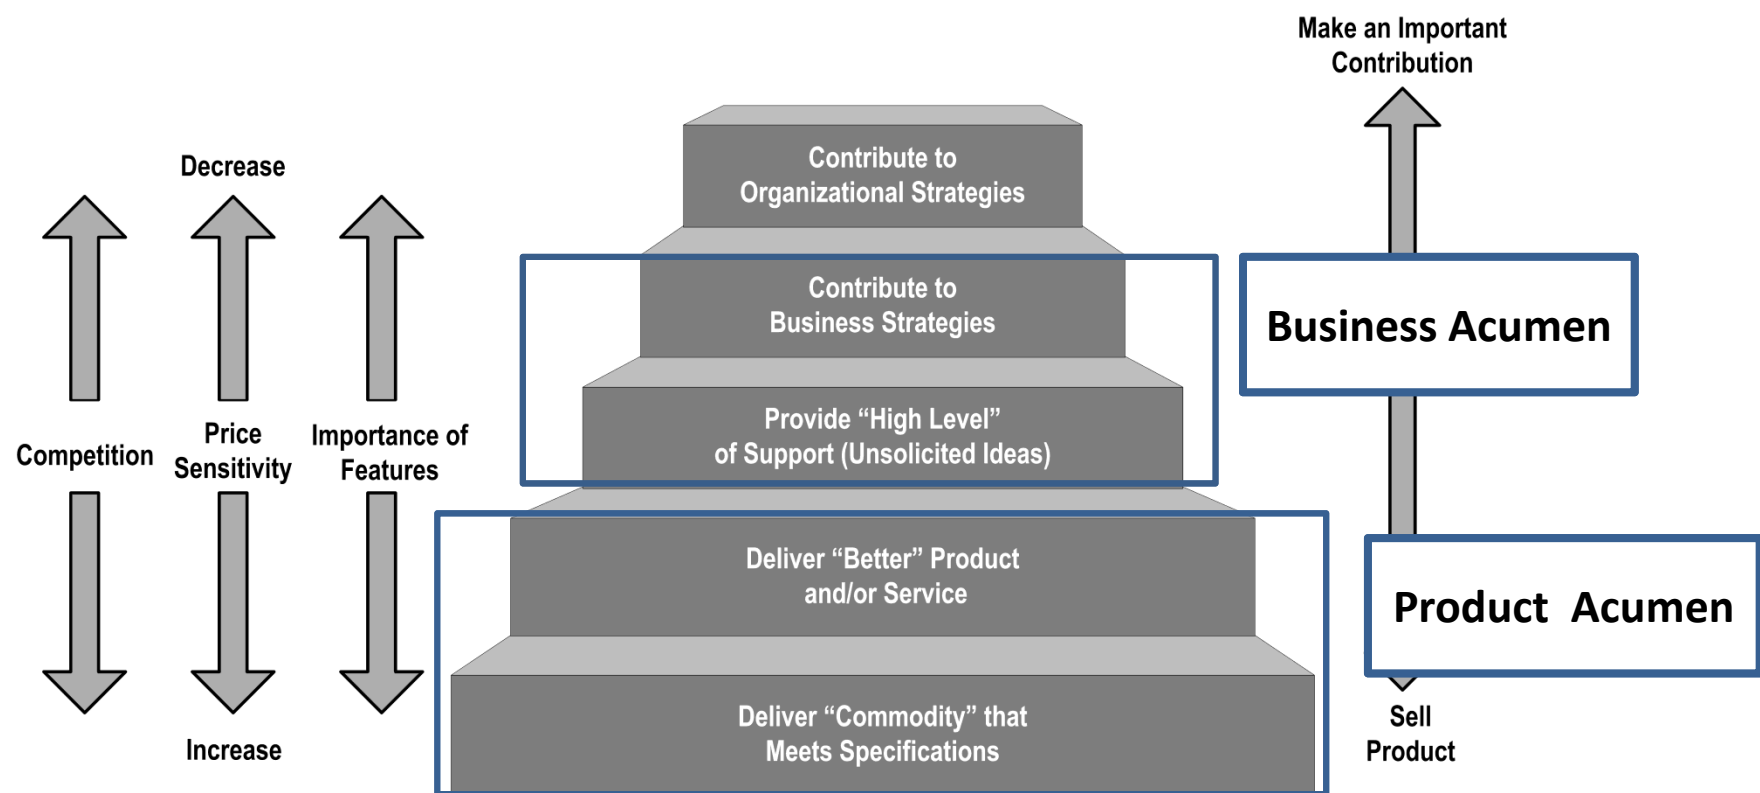 Make an Important
Contribution
Decrease
Contribute to
Organizational Strategies
Contribute to
Business Strategies
Business Acumen
Competition
Price
Sensitivity
Importance of
Features
Provide “High Level”
of Support (Unsolicited Ideas)
Deliver “Better” Product
and/or Service
Product  Acumen
Increase
Deliver “Commodity” that
Meets Specifications
Sell
Product